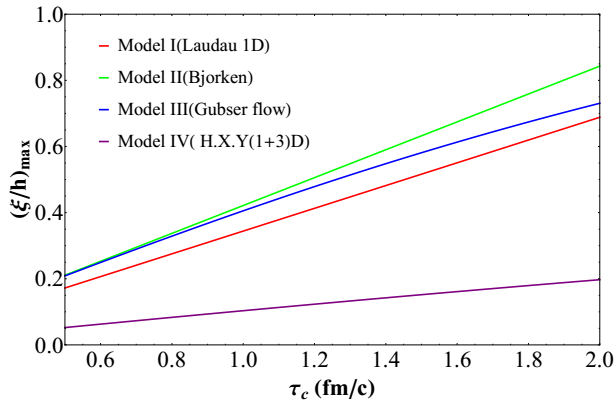 1.0
0.8
0.6
0.4
0.2
0.0
(ξ/h)max
Model I(Laudau 1D)
Model II(Bjorken)
Model III(Gubser flow)
Model IV( H.X.Y(1+3)D)
0.6 0.8 1.0 1.2 1.4 1.6 1.8 2.0
τc (fm/c)